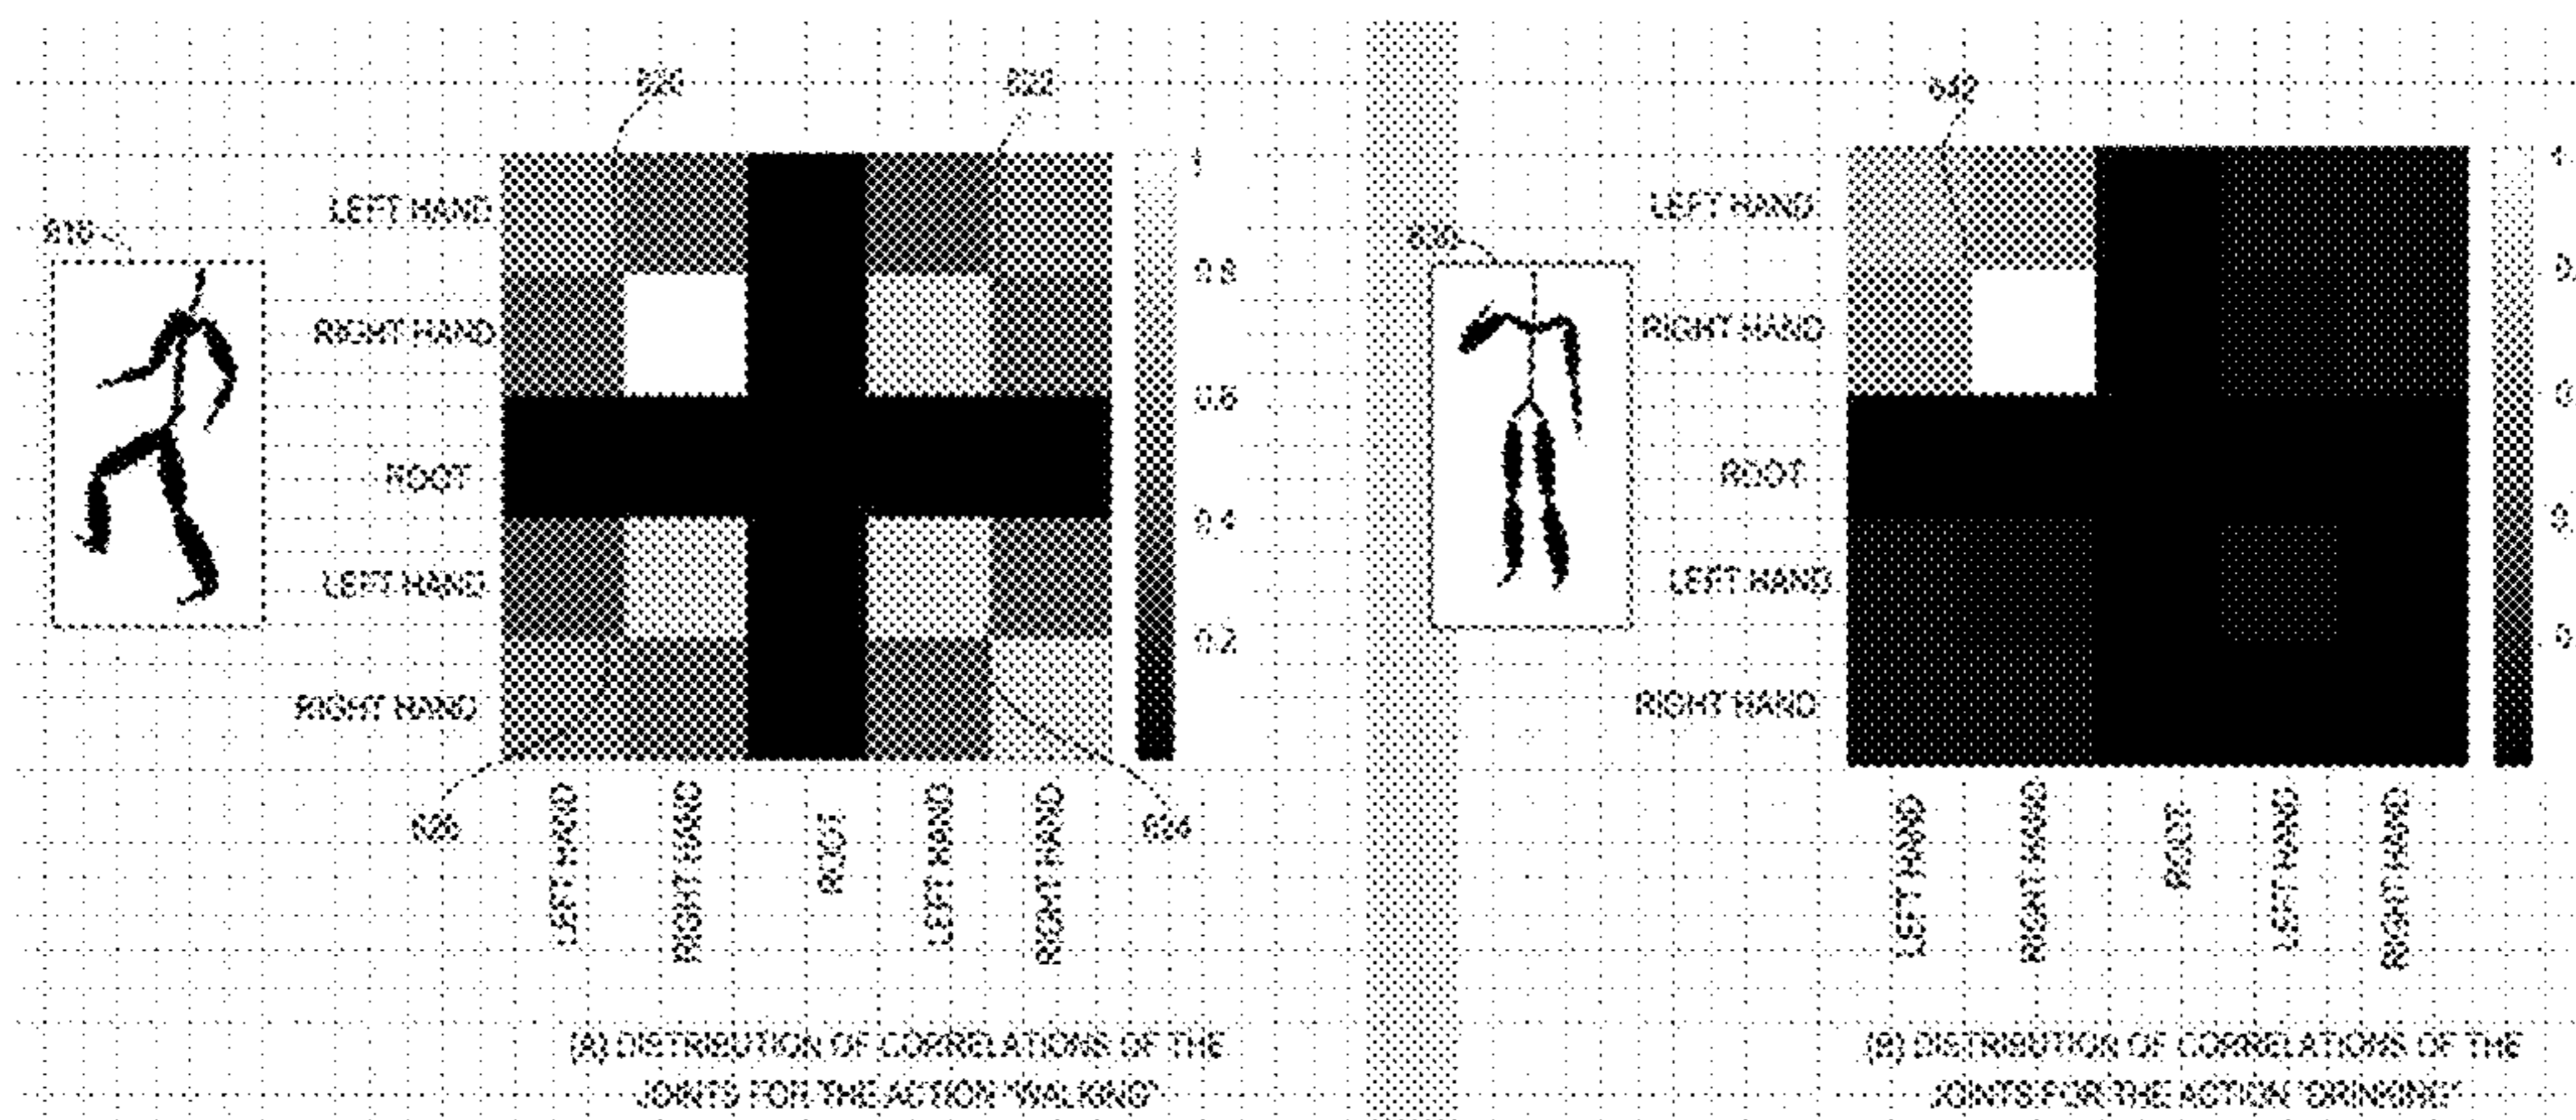 LEFT HAND
RIGHT HAND
ROOT
LEFT HAND
RIGHT HAND
1
0.8
0.6
0.4
0.2
LEFT HAND
RIGHT HAND
ROOT
LEFT HAND
RIGHT HAND
(A) DISTRIBUTION OF CORRELATIONS OF THE
JOINTS FOR THE ACTION 'WALKING'
LEFT HAND
RIGHT HAND
ROOT
LEFT HAND
RIGHT HAND
LEFT HAND
RIGHT HAND
ROOT
LEFT HAND
RIGHT HAND
(B) DISTRIBUTION OF CORRELATIONS OF THE
JOINTS FOR THE ACTION 'DRINKING'